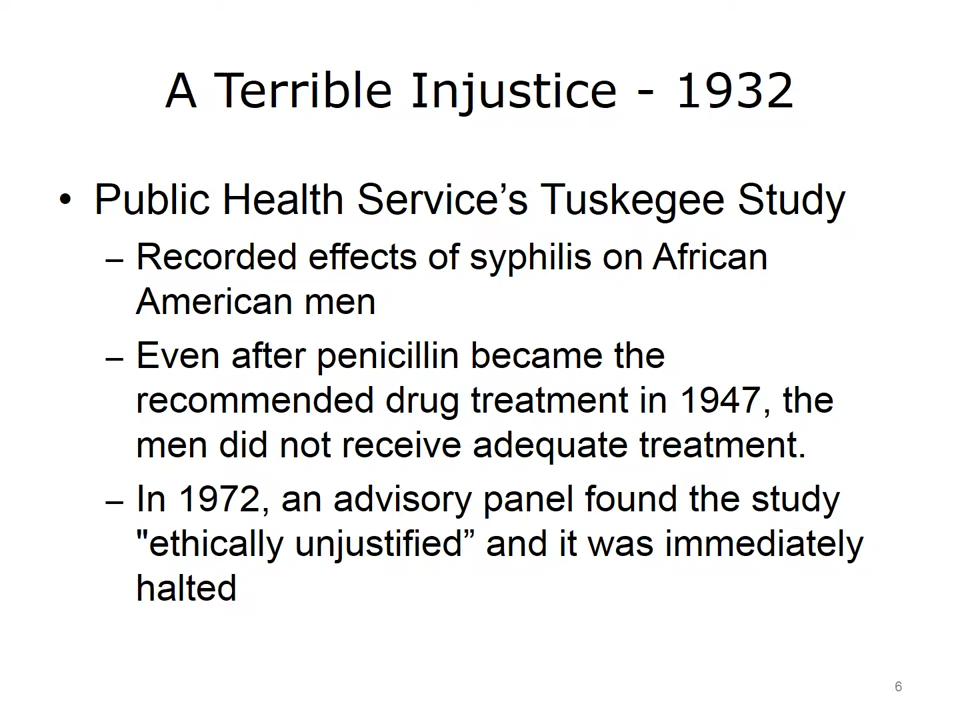 A Terrible Injustice - 1932
• Public Health Service’s Tuskegee Study
– Recorded effects of syphilis on African
American men
– Even after penicillin became the
recommended drug treatment in 1947, the
men did not receive adequate treatment.
– In 1972, an advisory panel found the study
"ethically unjustified” and it was immediately
halted
6